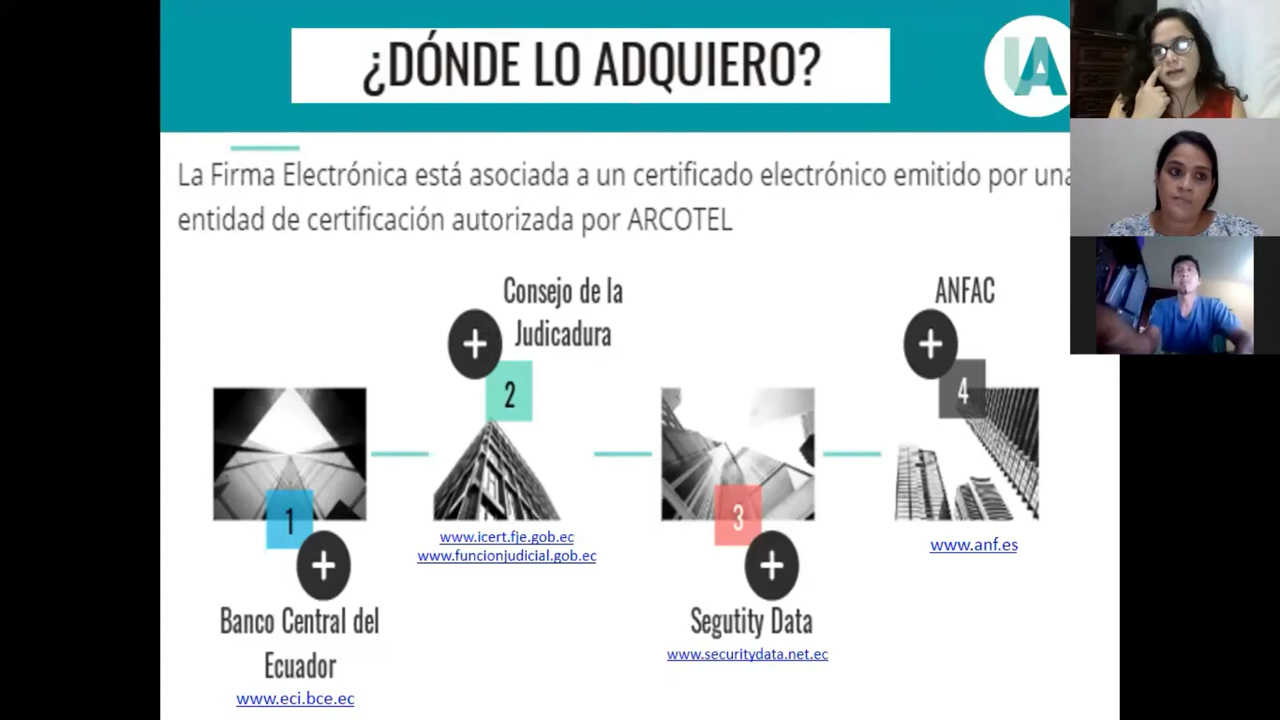 ¿DÓNDE LO ADQUIERO?
UA
La Firma Electrónica está asociada a un certificado electrónico emitido por una
entidad de certificación autorizada por ARCOTEL
Consejo de la
Judicadura
2
www.icert.fje.gob.ec
www.funcionjudicial.gob.ec
ANFAC
4
www.anf.es
1
Banco Central del
Ecuador
www.eci.bce.ec
3
Segutity Data
www.securitydata.net.ec